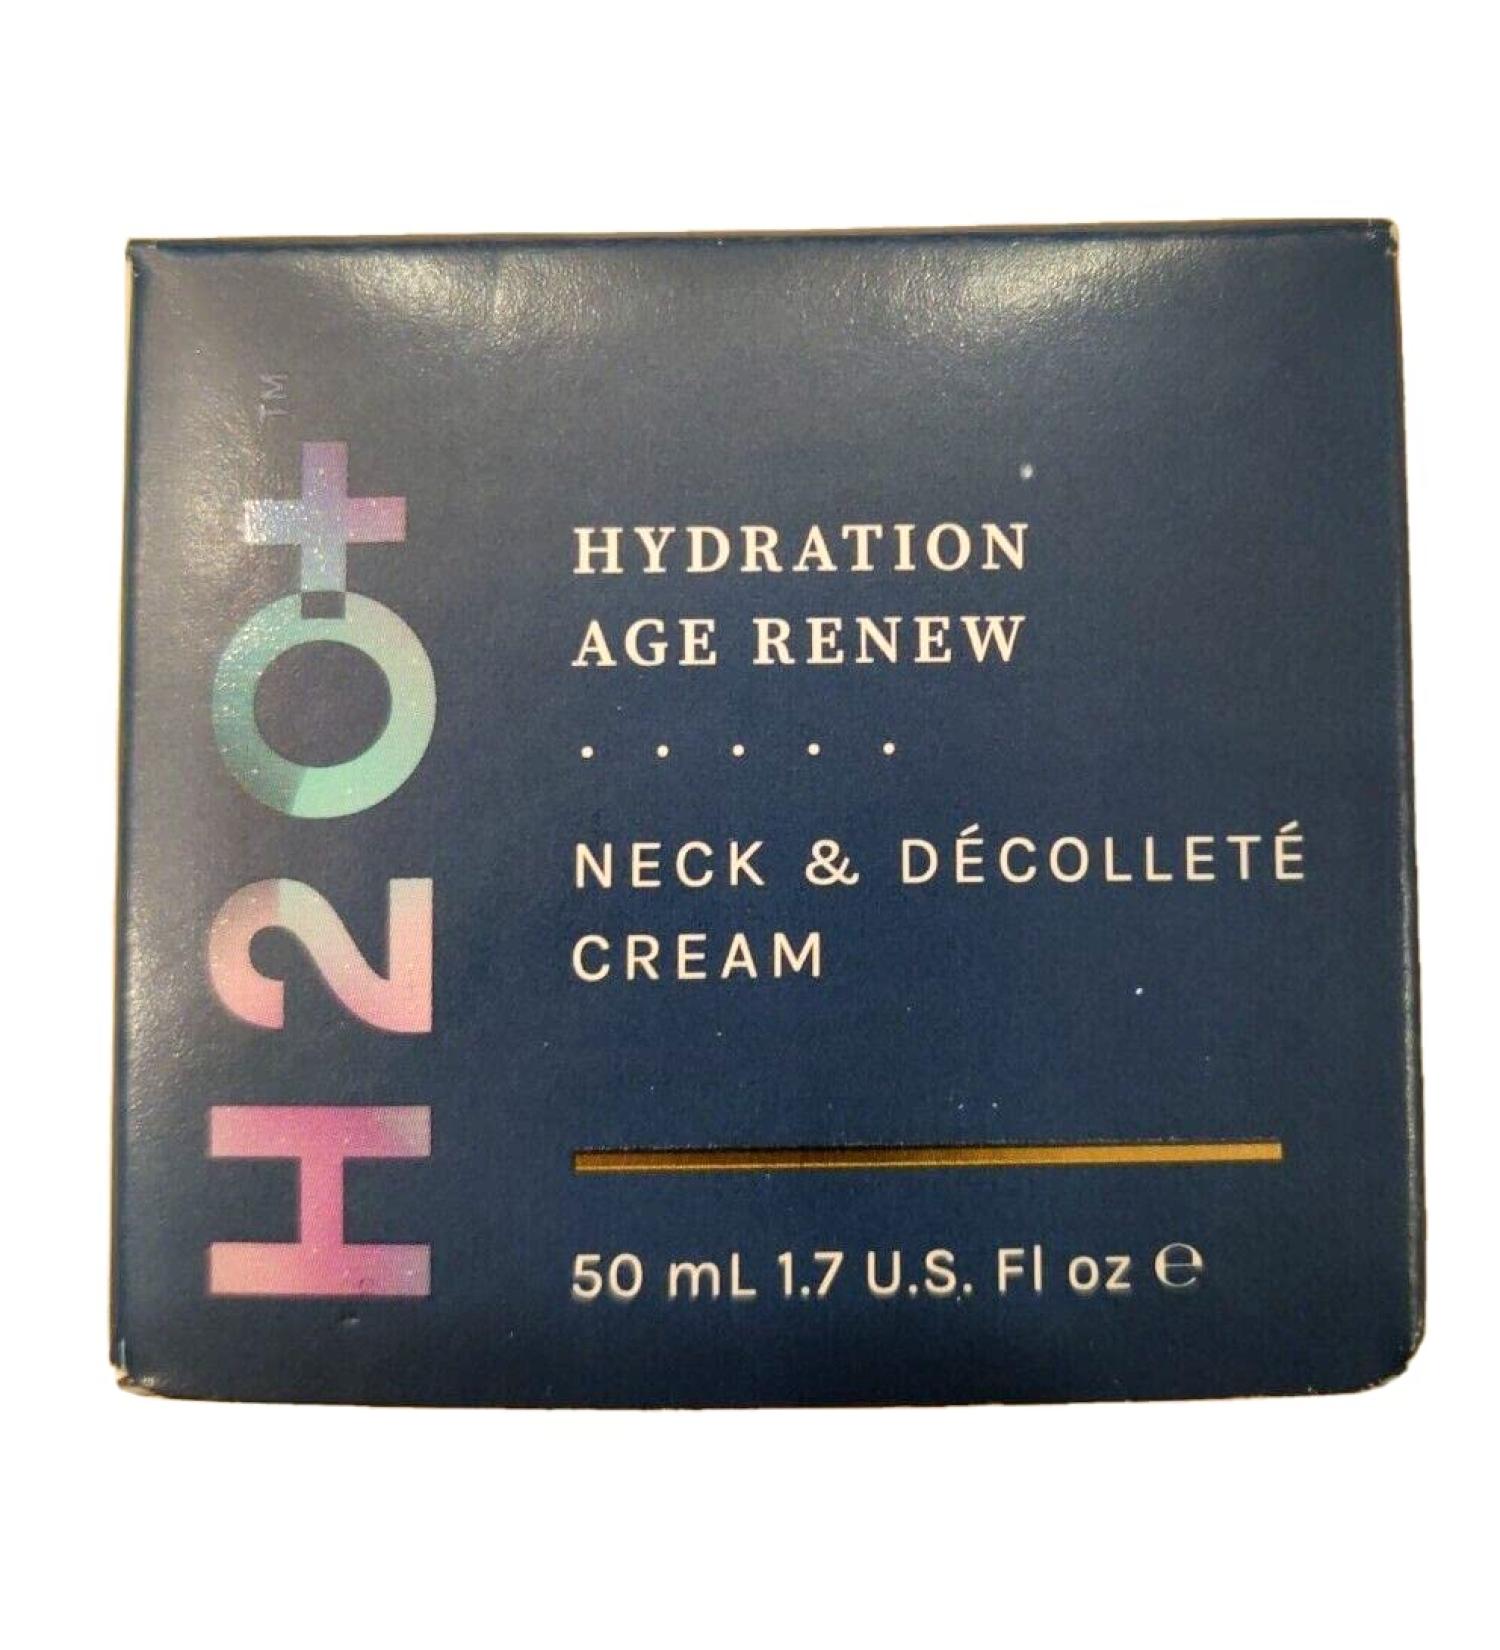 H2O+™
HYDRATION
AGE RENEW
NECK & DÉCOLLETÉ
CREAM
50 mL 1.7 U.S. Fl oz ℮